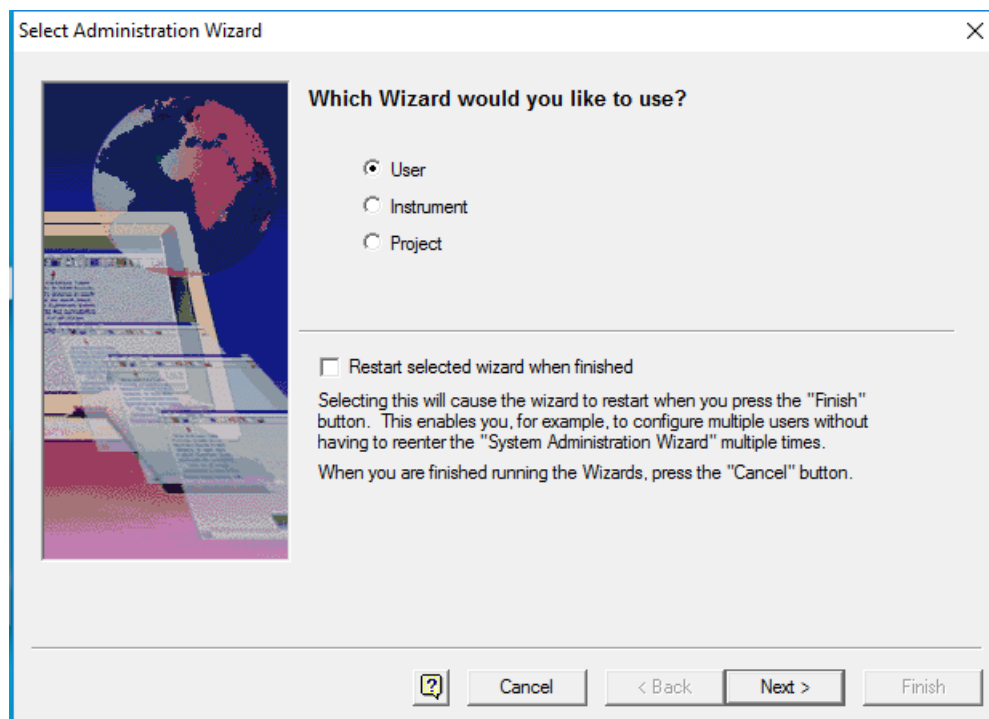 Select Administration Wizard
Which Wizard would you like to use?
User
Instrument
Project
Restart selected wizard when finished
Selecting this will cause the wizard to restart when you press the "Finish"
button. This enables you, for example, to configure multiple users without
having to reenter the "System Administration Wizard" multiple times.
When you are finished running the Wizards, press the "Cancel" button.
?
Cancel
< Back
Next >
Finish